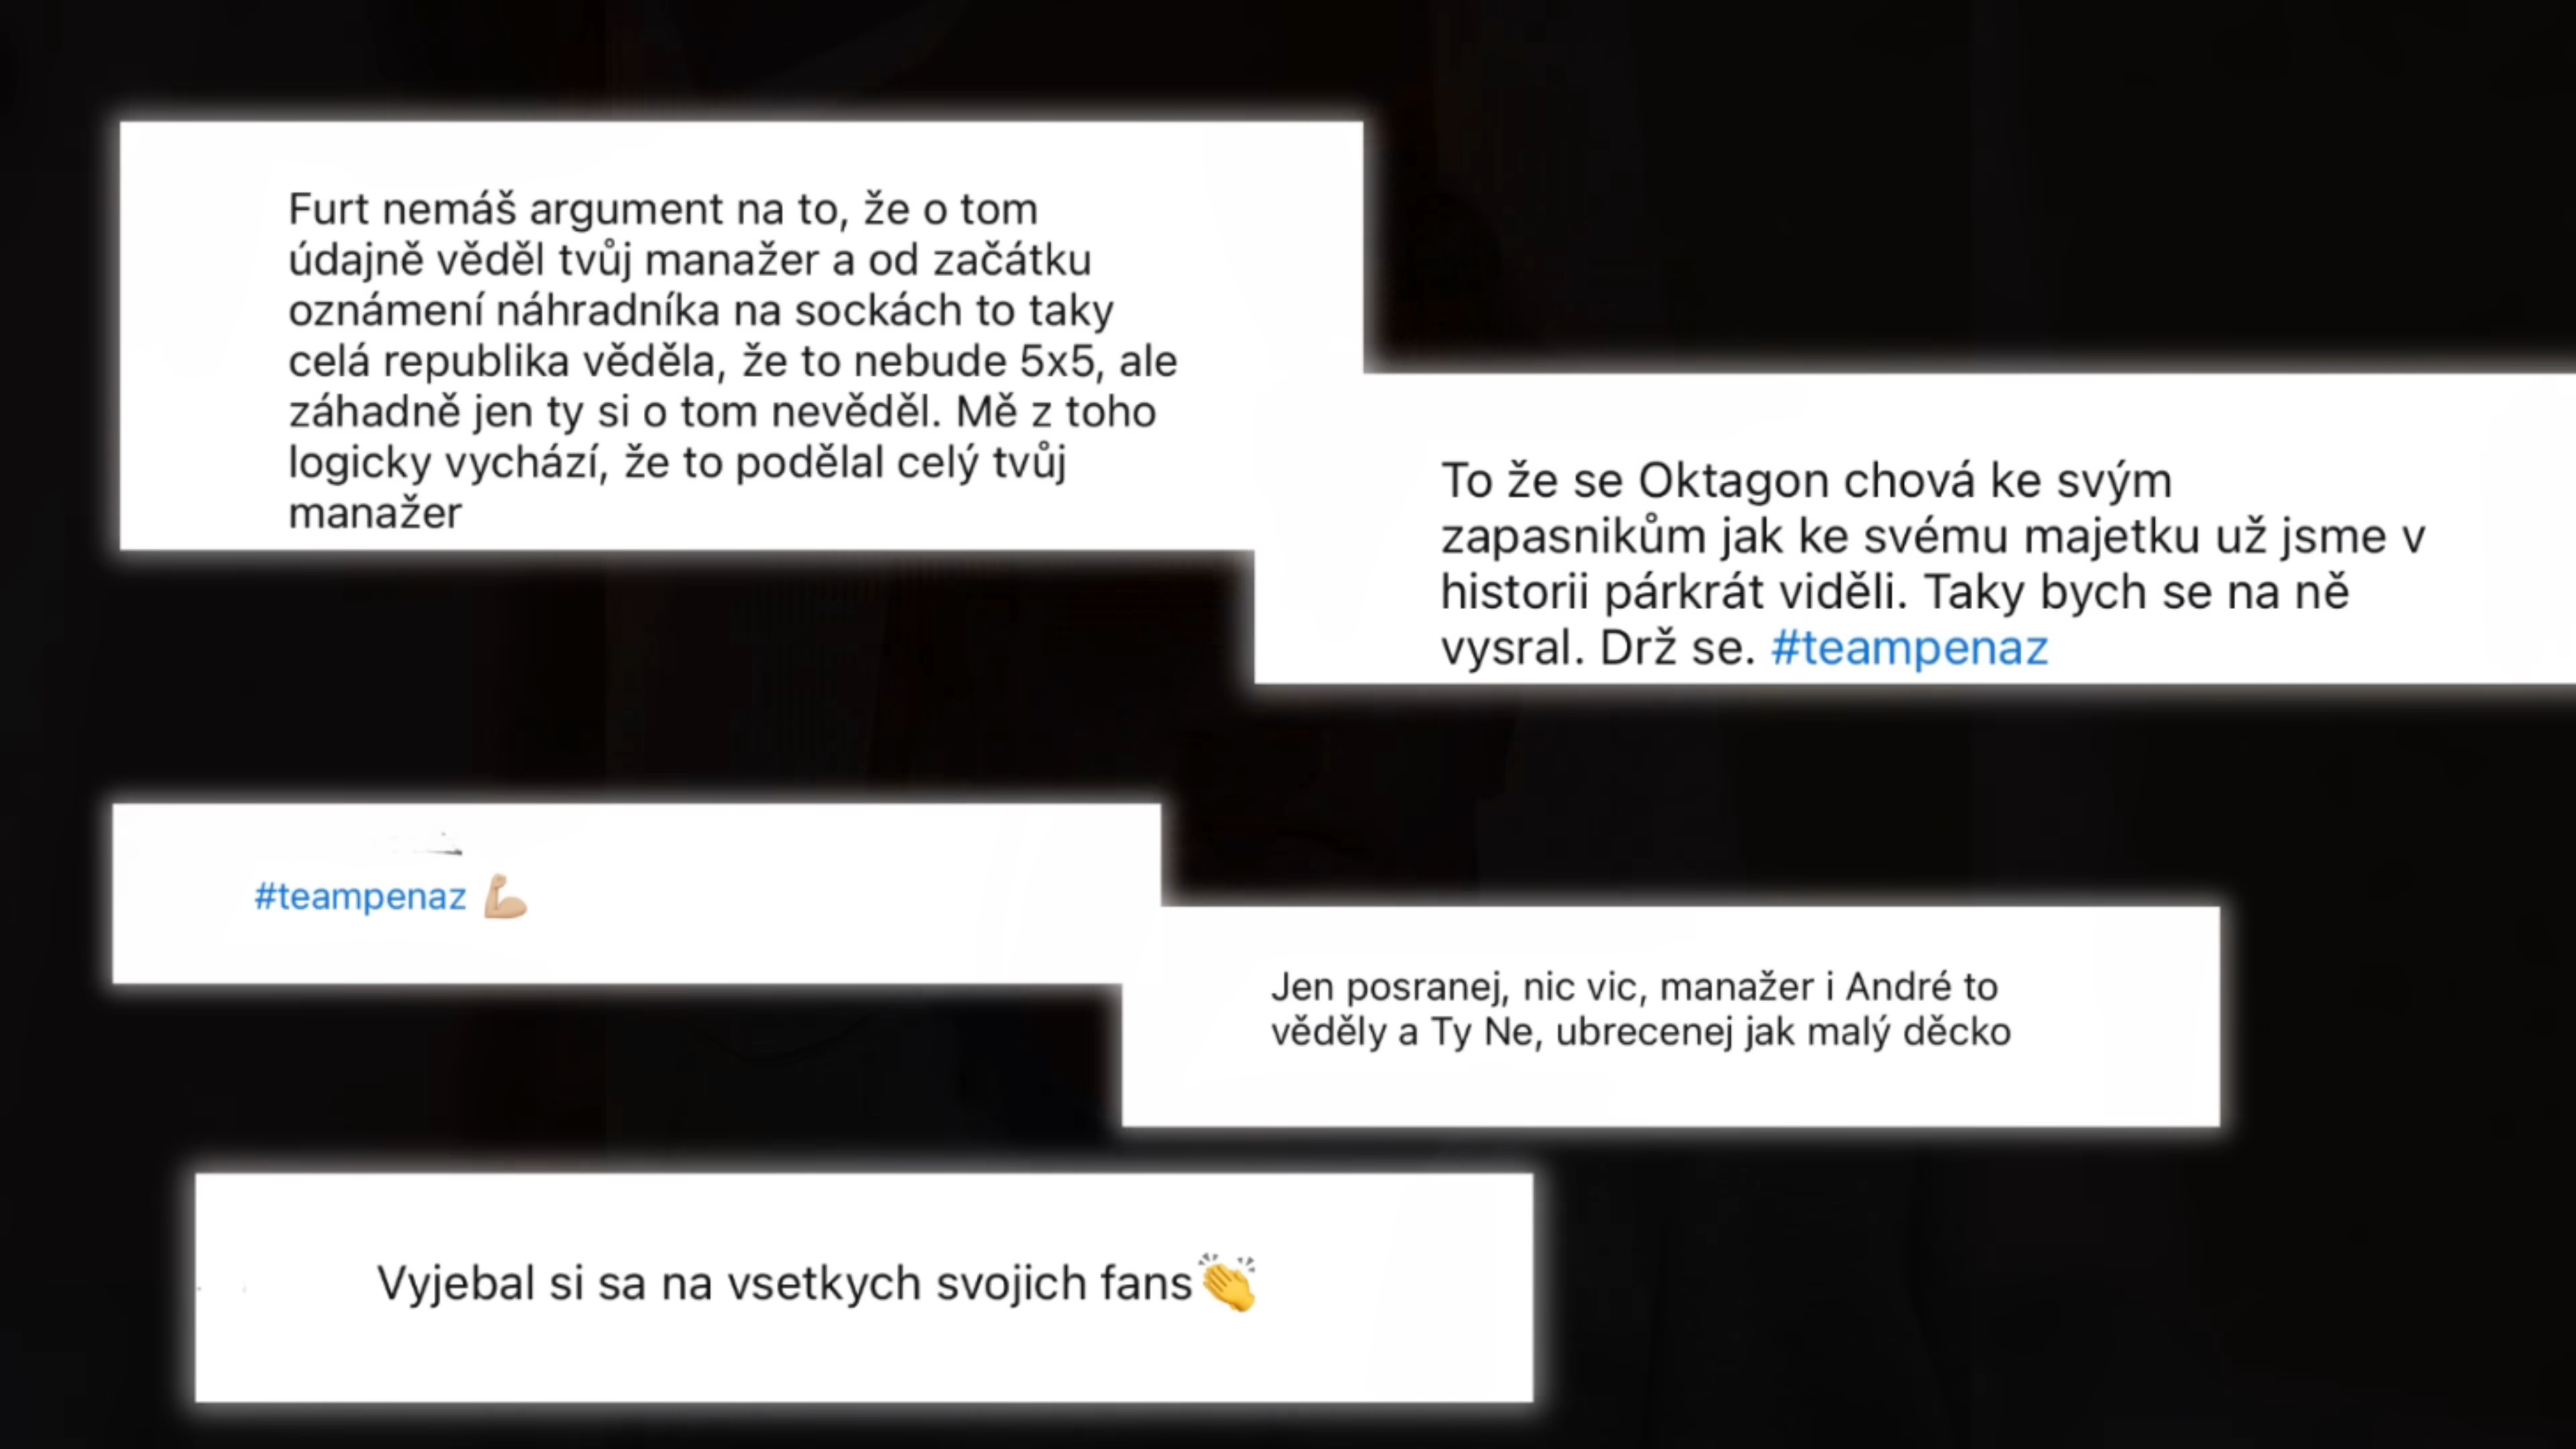 Furt nemáš argument na to, že o tom
údajně věděl tvůj manažer a od začátku
oznámení náhradníka na sockách to taky
celá republika věděla, že to nebude 5x5, ale
záhadně jen ty si o tom nevěděl. Mě z toho
logicky vychází, že to podělal celý tvůj
manažer
To že se Oktagon chová ke svým
zapasnikům jak ke svému majetku už jsme v
historii párkrát viděli. Taky bych se na ně
vysral. Drž se. #teampenaz
#teampenaz 💪🏼
Jen posranej, nic vic, manažer i André to
věděly a Ty Ne, ubrecenej jak malý děcko
Vyjebal si sa na vsetkych svojich fans👏